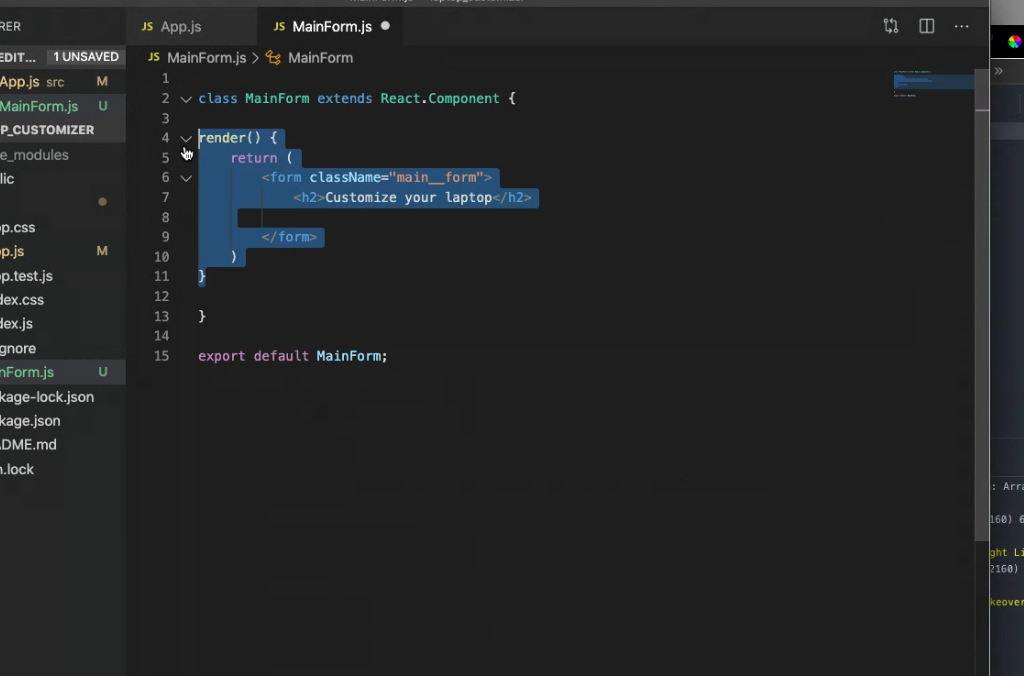 RER
JS App.js
JS MainForm.js
EDIT... 1 UNSAVED
App.js src M
MainForm.js U
P_CUSTOMIZER
e_modules
lic
pp.css
p.js M
pp.test.js
dex.css
dex.js
gnore
nForm.js U
kage-lock.json
kage.json
ADME.md
n.lock
JS MainForm.js > MainForm
1
2 class MainForm extends React.Component {
3
4 render() {
5 return (
6 <form className="main__form">
7 <h2>Customize your laptop</h2>
8
9 </form>
10 )
11 }
12
13 }
14
15 export default MainForm;
»
: Arra
160) 6
ght Li
2160)
keover